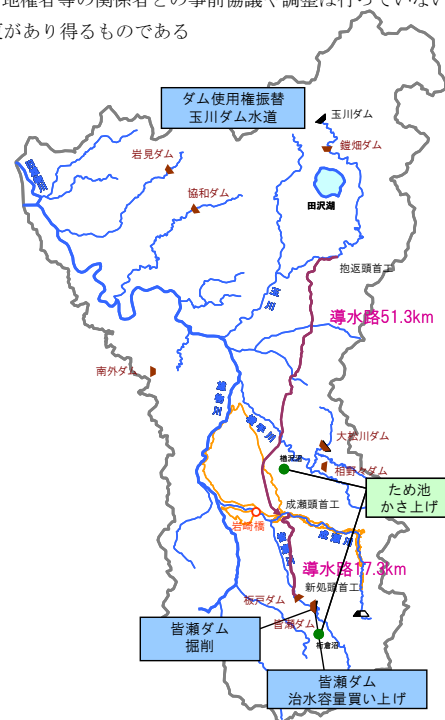 地権者等の関係者との事前協議や調整は行っていない
があり得るものである
ダム使用権振替
玉川ダム水道
玉川ダム
岩見ダム
鎧畑ダム
協和ダム
田沢湖
抱返頭首工
導水路51.3km
南外ダム
大松川ダム
相野々ダム
ため池
かさ上げ
成瀬頭首工
岩崎橋
成瀬川
導水路17.3km
新処頭首工
板戸ダム
皆瀬ダム
皆瀬ダム
掘削
皆瀬ダム
治水容量買い上げ